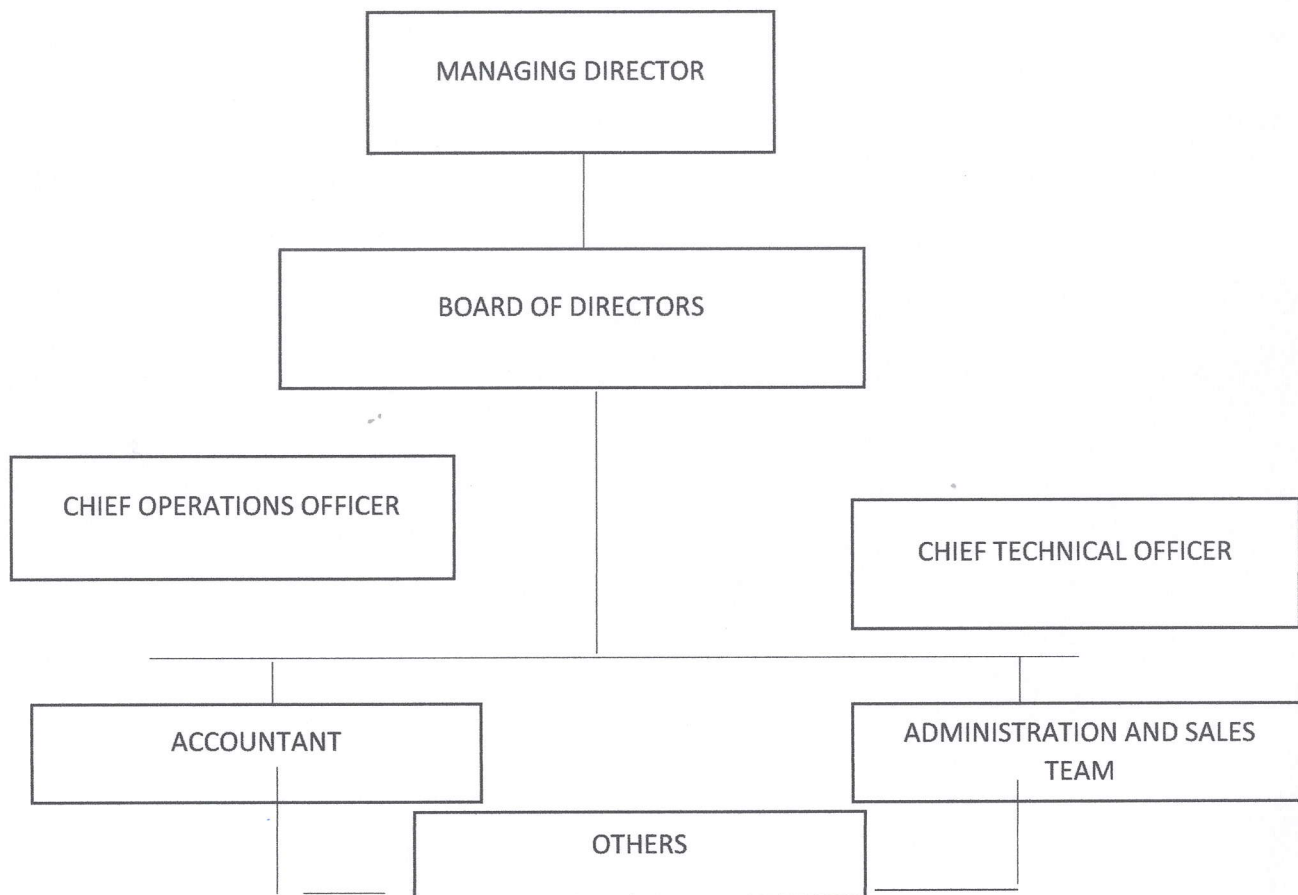 MANAGING DIRECTOR
BOARD OF DIRECTORS
CHIEF OPERATIONS OFFICER
CHIEF TECHNICAL OFFICER
ACCOUNTANT
ADMINISTRATION AND SALES
TEAM
OTHERS